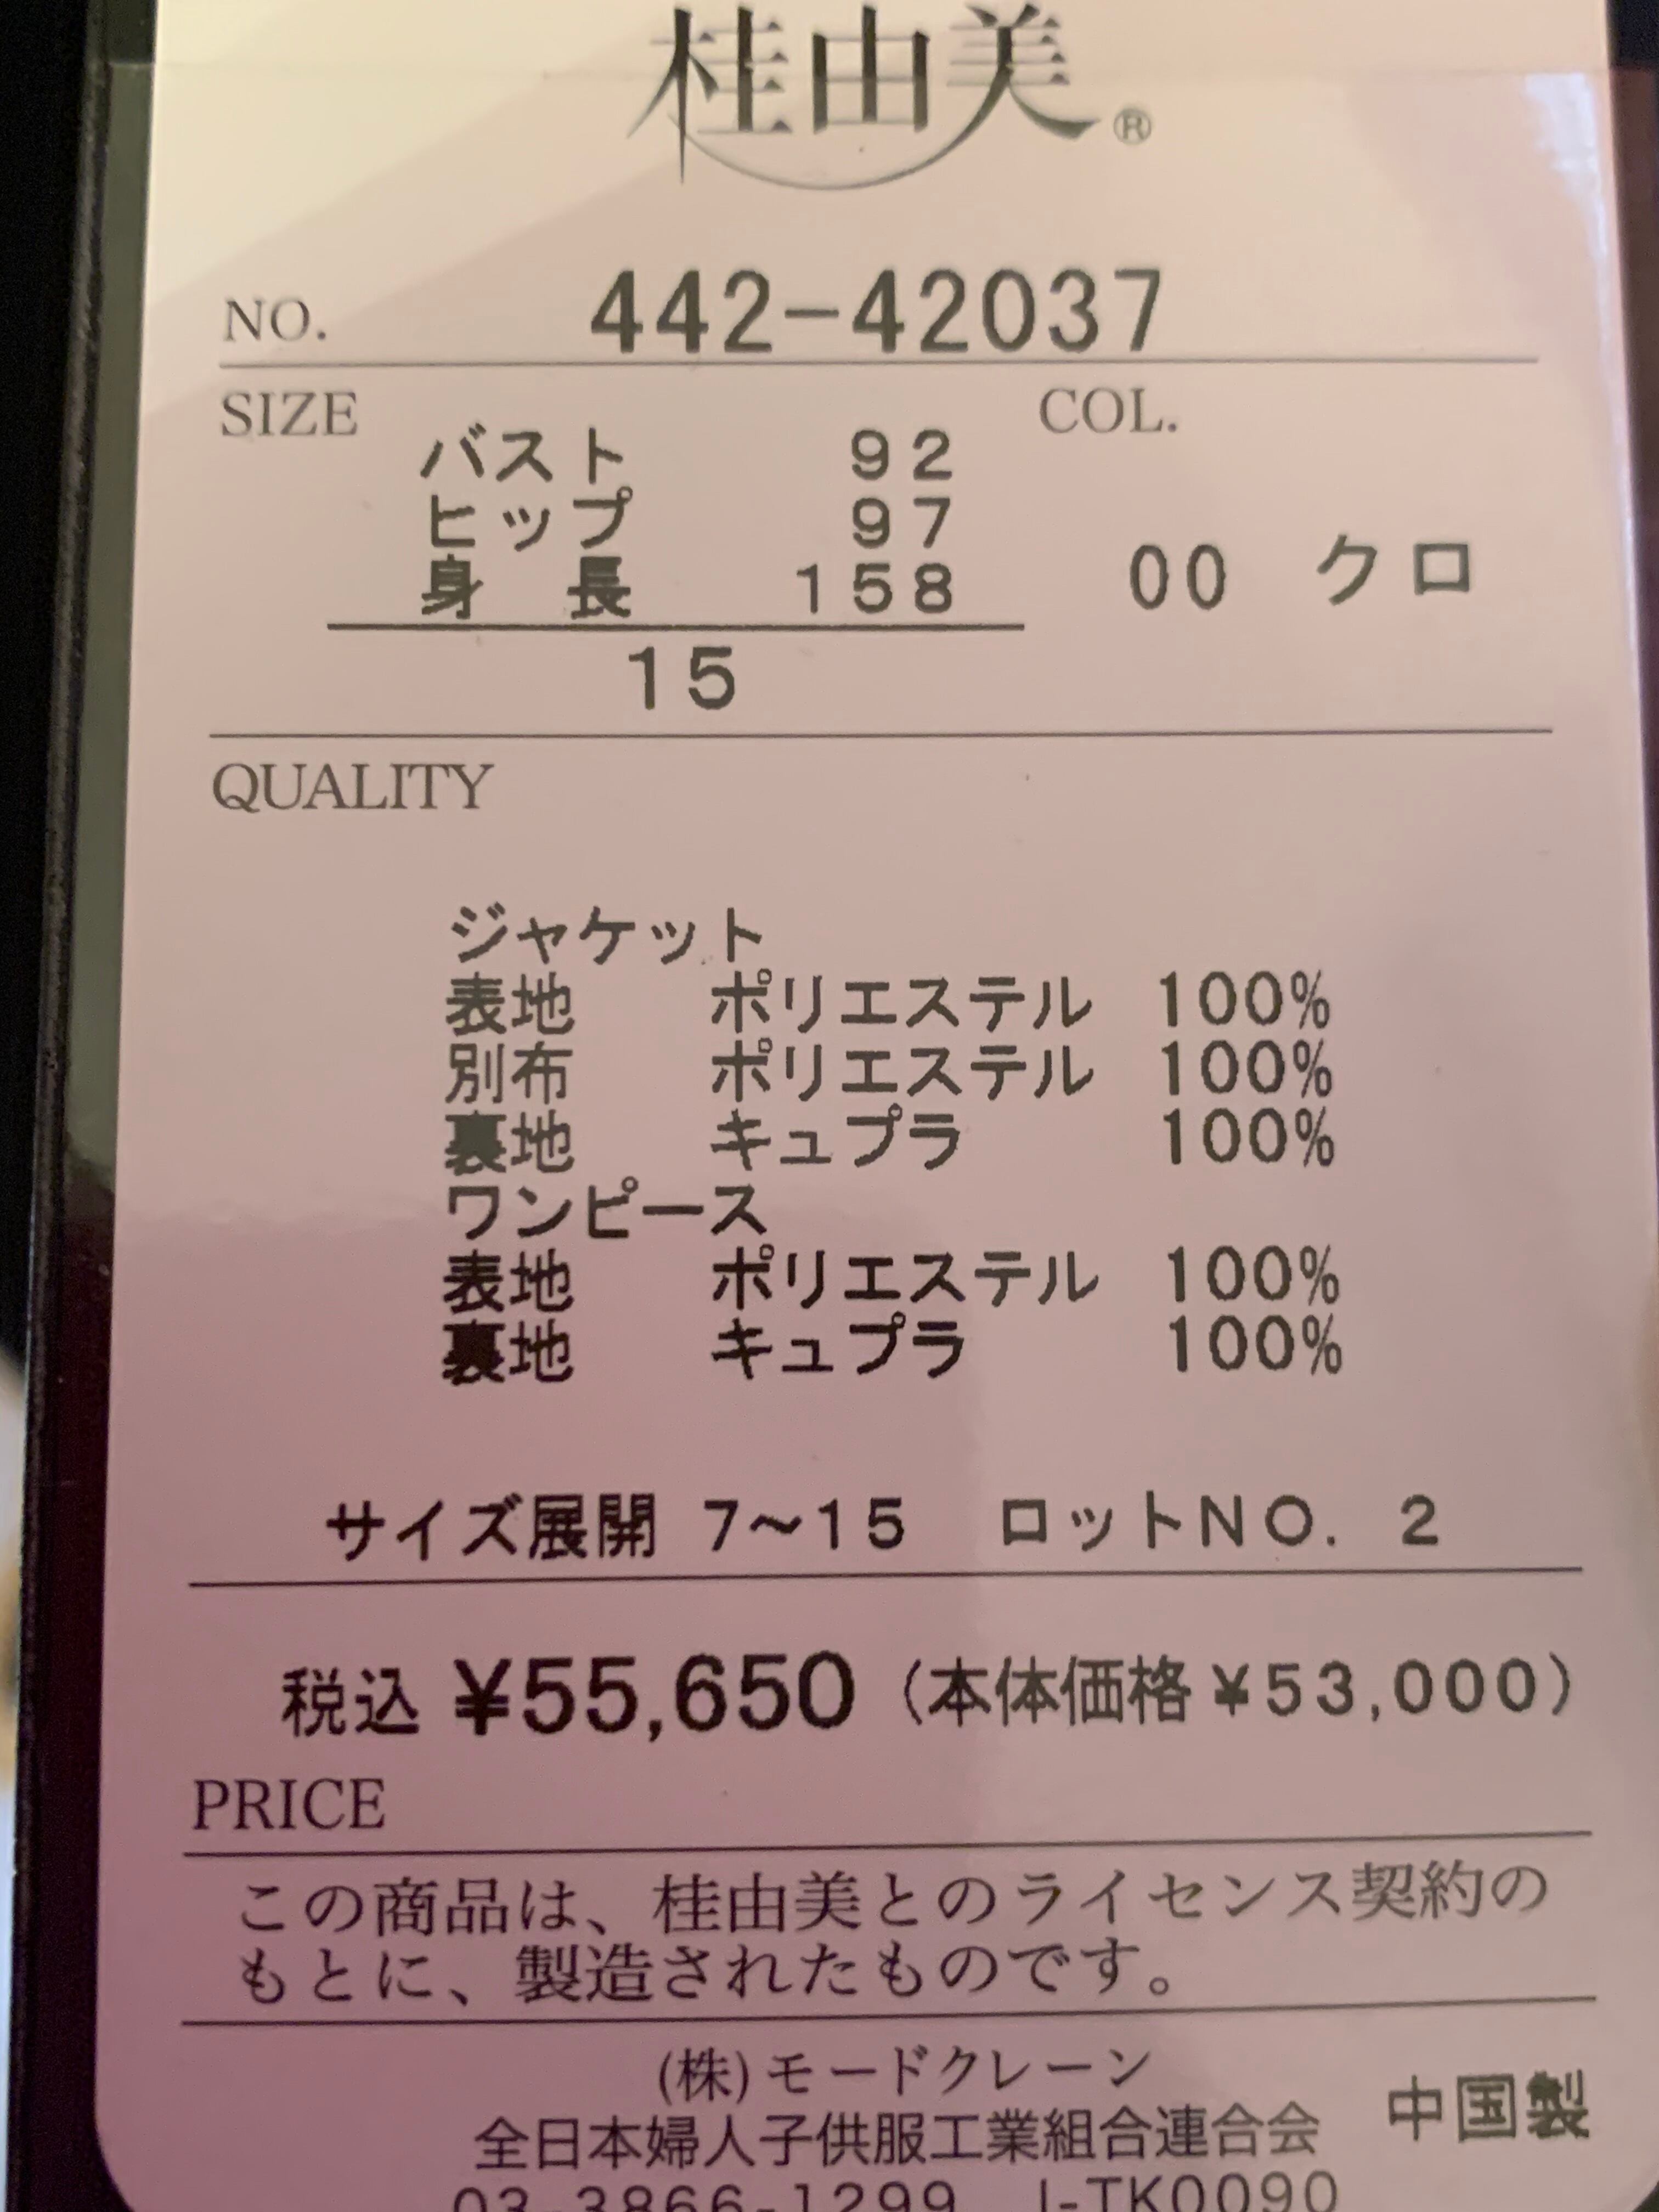 桂由美®
NO. 442-42037
SIZE COL.
バスト 92
ヒップ 97
身長 158
00 クロ
15
QUALITY
ジャケット
表地 ポリエステル 100%
別布 ポリエステル 100%
裏地 キュプラ 100%
ワンピース
表地 ポリエステル 100%
裏地 キュプラ 100%
サイズ展開 7〜15 ロットNO. 2
税込 ¥55,650 (本体価格¥53,000)
PRICE
この商品は、桂由美とのライセンス契約の
もとに、製造されたものです。
(株)モードクレーン
全日本婦人子供服工業組合連合会 中国製
03-3866-1299 I-TK0090